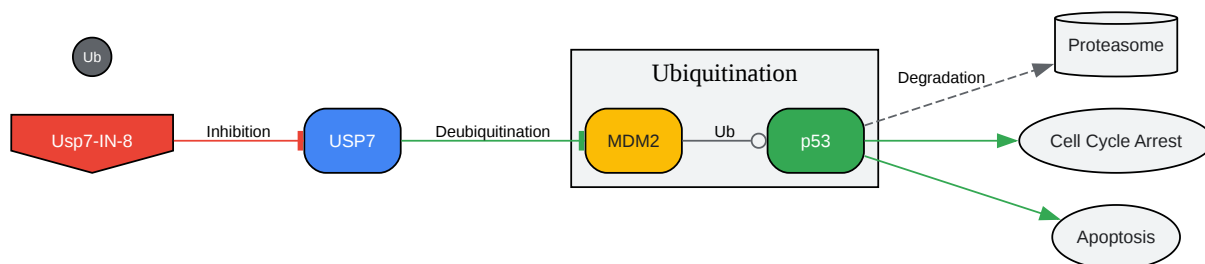 Ub
Usp7-IN-8
Inhibition
USP7
Deubiquitination
Ubiquitination
MDM2
Ub
p53
Degradation
Proteasome
Cell Cycle Arrest
Apoptosis